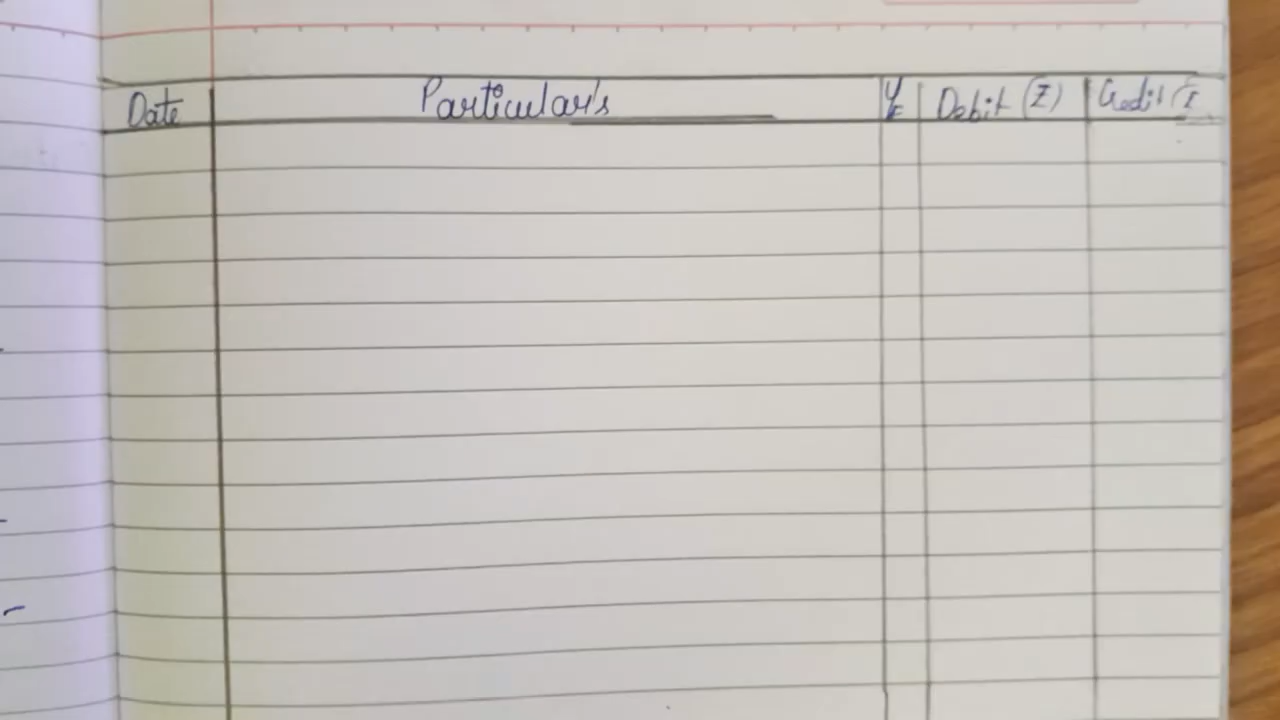 Date Particular's L/F Debit (₹) Credit (₹